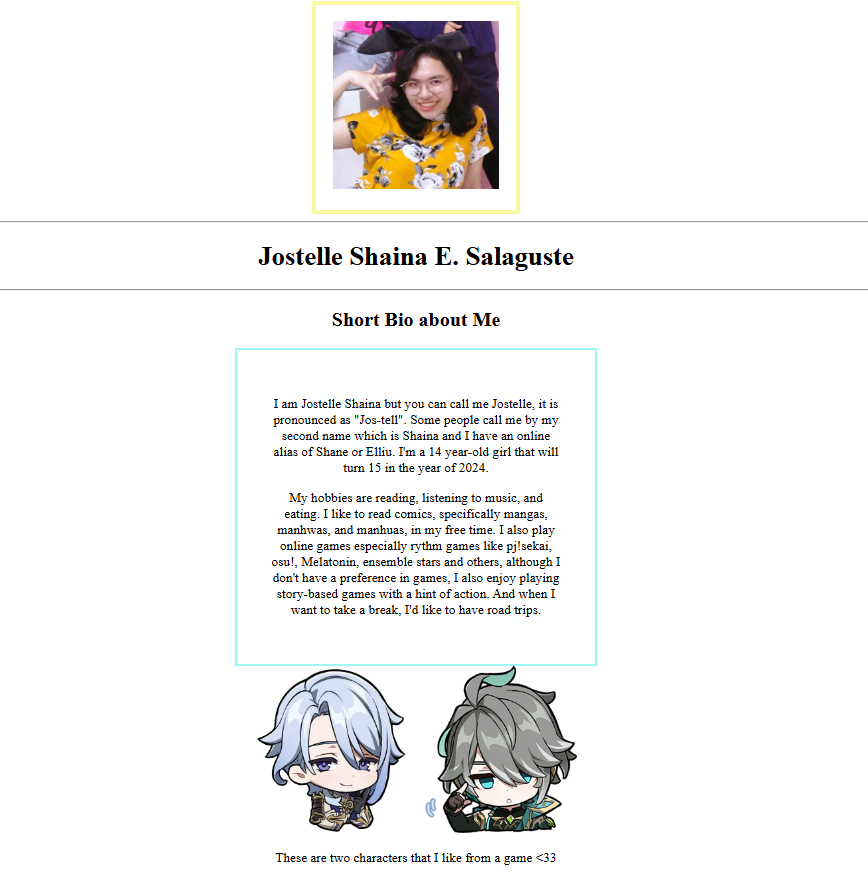 Jostelle Shaina E. Salaguste
Short Bio about Me
I am Jostelle Shaina but you can call me Jostelle, it is
pronounced as "Jos-tell". Some people call me by my
second name which is Shaina and I have an online
alias of Shane or Elliu. I'm a 14 year-old girl that will
turn 15 in the year of 2024.
My hobbies are reading, listening to music, and
eating. I like to read comics, specifically mangas,
manhwas, and manhuas, in my free time. I also play
online games especially rythm games like pj!sekai,
osu!, Melatonin, ensemble stars and others, although I
don't have a preference in games, I also enjoy playing
story-based games with a hint of action. And when I
want to take a break, I'd like to have road trips.
These are two characters that I like from a game <33